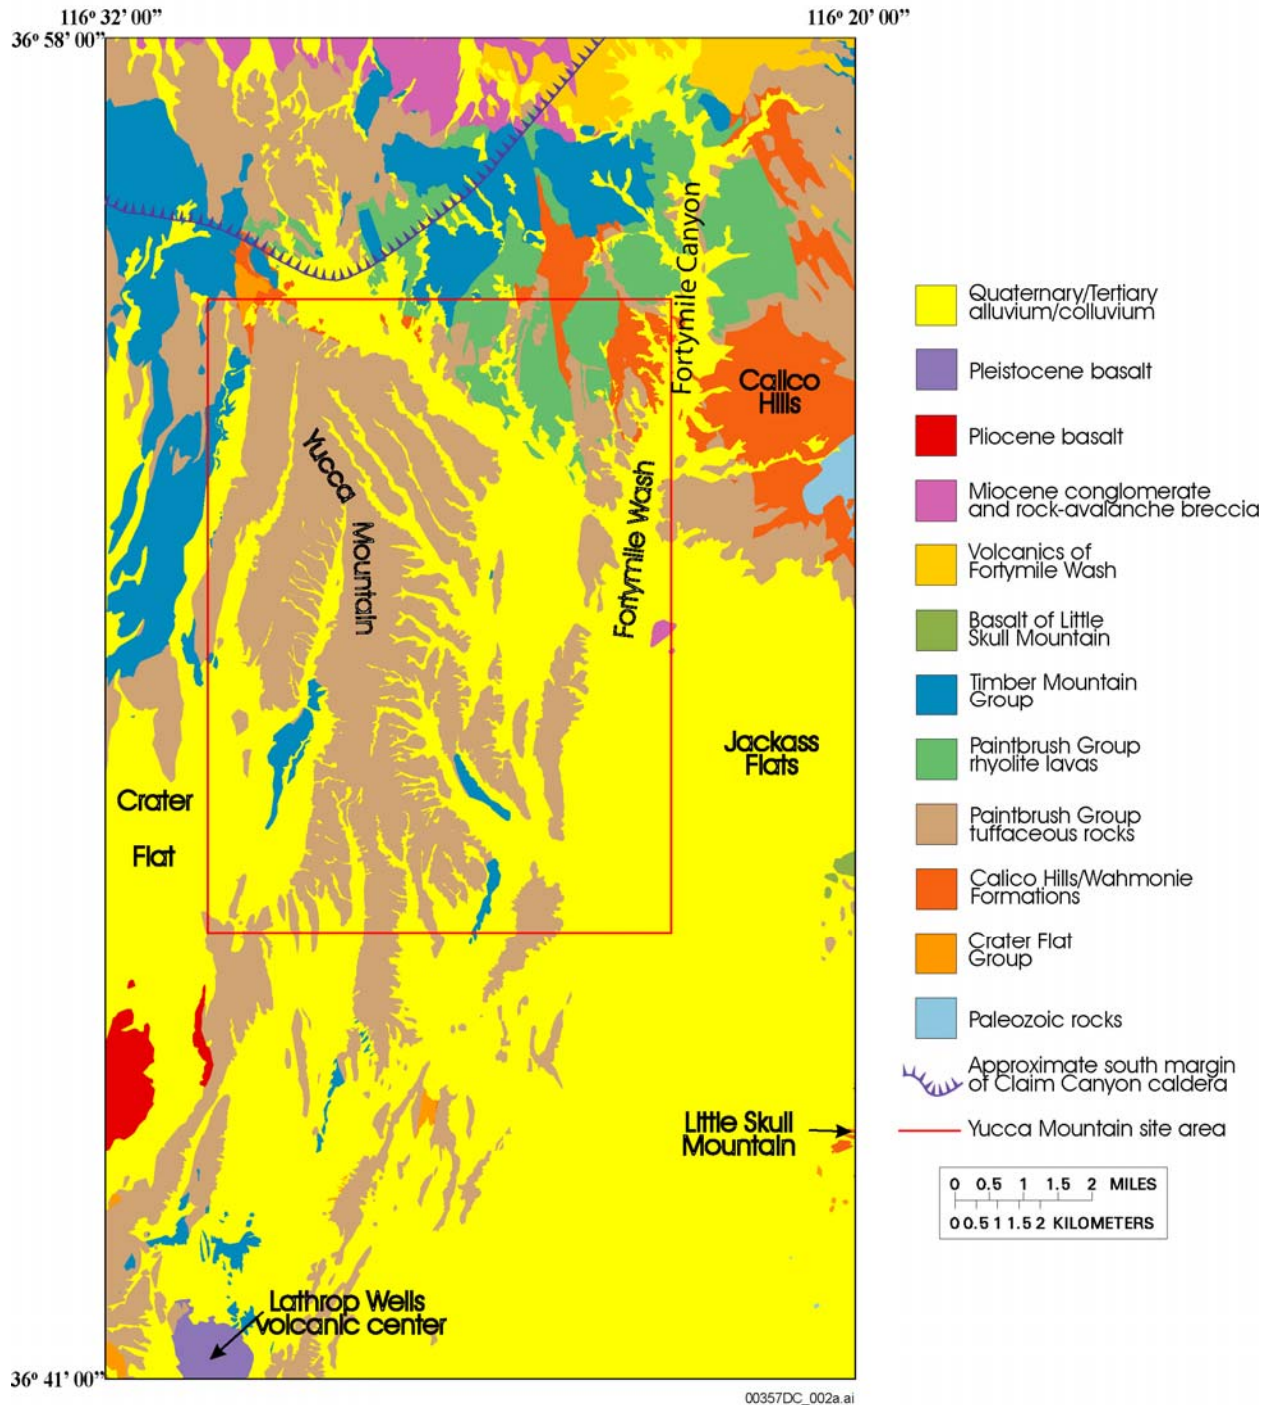 116º 32’ 00”
116º 20’ 00”
36º 58’ 00”
Fortymile Canyon
Calico
Hills
Yucca
Mountain
Fortymile Wash
Jackass
Flats
Crater
Flat
Little Skull
Mountain
Lathrop Wells
volcanic center
36º 41’ 00”
Quaternary/Tertiary
alluvium/colluvium
Pleistocene basalt
Pliocene basalt
Miocene conglomerate
and rock-avalanche breccia
Volcanics of
Fortymile Wash
Basalt of Little
Skull Mountain
Timber Mountain
Group
Paintbrush Group
rhyolite lavas
Paintbrush Group
tuffaceous rocks
Calico Hills/Wahmonie
Formations
Crater Flat
Group
Paleozoic rocks
Approximate south margin
of Claim Canyon caldera
Yucca Mountain site area
0 0.5 1 1.5 2 MILES
0 0.5 1 1.5 2 KILOMETERS
00357DC_002a.ai